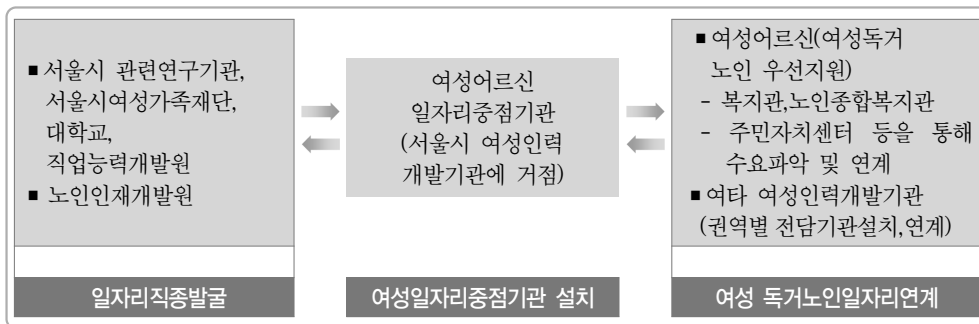 ■ 서울시 관련연구기관,
서울시여성가족재단,
대학교,
직업능력개발원
■ 노인인재개발원
일자리직종발굴
여성어르신
일자리중점기관
(서울시 여성인력
개발기관에 거점)
여성일자리중점기관 설치
■ 여성어르신(여성독거
노인 우선지원)
- 복지관,노인종합복지관
- 주민자치센터 등을 통해
수요파악 및 연계
■ 여타 여성인력개발기관
(권역별 전담기관설치,연계)
여성 독거노인일자리연계